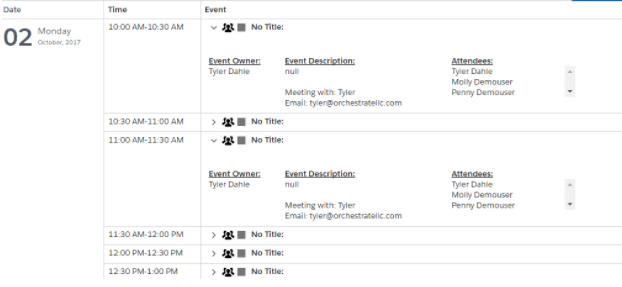 Date Time Event
02 Monday 10:00 AM-10:30 AM No Title:
October, 2017
Event Owner: Event Description: Attendees:
Tyler Dahle null Tyler Dahle
Molly Demouser
Meeting with: Tyler Penny Demouser
Email: tyler@orchestratellc.com
10:30 AM-11:00 AM No Title:
11:00 AM-11:30 AM No Title:
Event Owner: Event Description: Attendees:
Tyler Dahle null Tyler Dahle
Molly Demouser
Meeting with: Tyler Penny Demouser
Email: tyler@orchestratellc.com
11:30 AM-12:00 PM No Title:
12:00 PM-12:30 PM No Title:
12:30 PM-1:00 PM No Title: